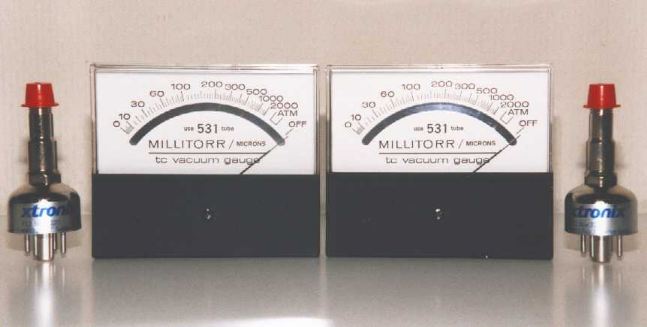 0 10 30 60 100 200 300 500 1000 2000 ATM OFF
use 531 tube
MILLITORR/MICRONS
tc vacuum gauge
0 10 30 60 100 200 300 500 1000 2000 ATM OFF
use 531 tube
MILLITORR/MICRONS
tc vacuum gauge
xtronix
xtronix